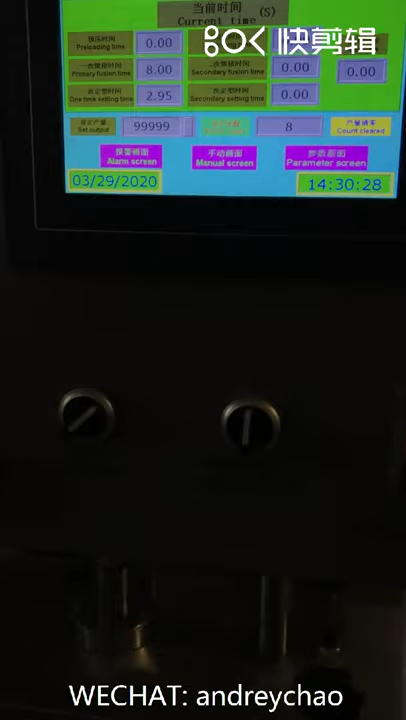 当前时间 (S)
Current time
快剪辑
预压时间
Preloading time
0.00
一次熔接时间
Primary fusion time
8.00
二次熔接时间
Secondary fusion time
0.00
0.00
一次定型时间
One time setting time
2.95
二次定型时间
Secondary setting time
0.00
设定产量
Set output
99999
8
产量清零
Count cleared
报警画面
Alarm screen
手动画面
Manual screen
参数画面
Parameter screen
03/29/2020
14:30:28
WECHAT: andreychao